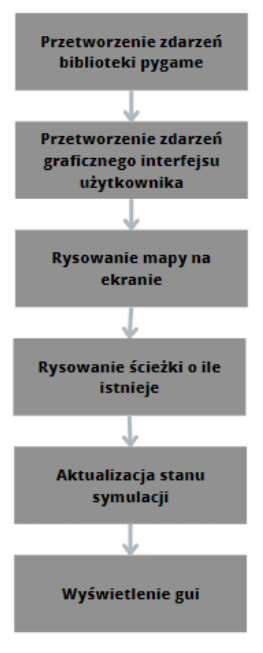 Przetworzenie zdarzeń
biblioteki pygame
Przetworzenie zdarzeń
graficznego interfejsu
użytkownika
Rysowanie mapy na
ekranie
Rysowanie ścieżki o ile
istnieje
Aktualizacja stanu
symulacji
Wyświetlenie gui